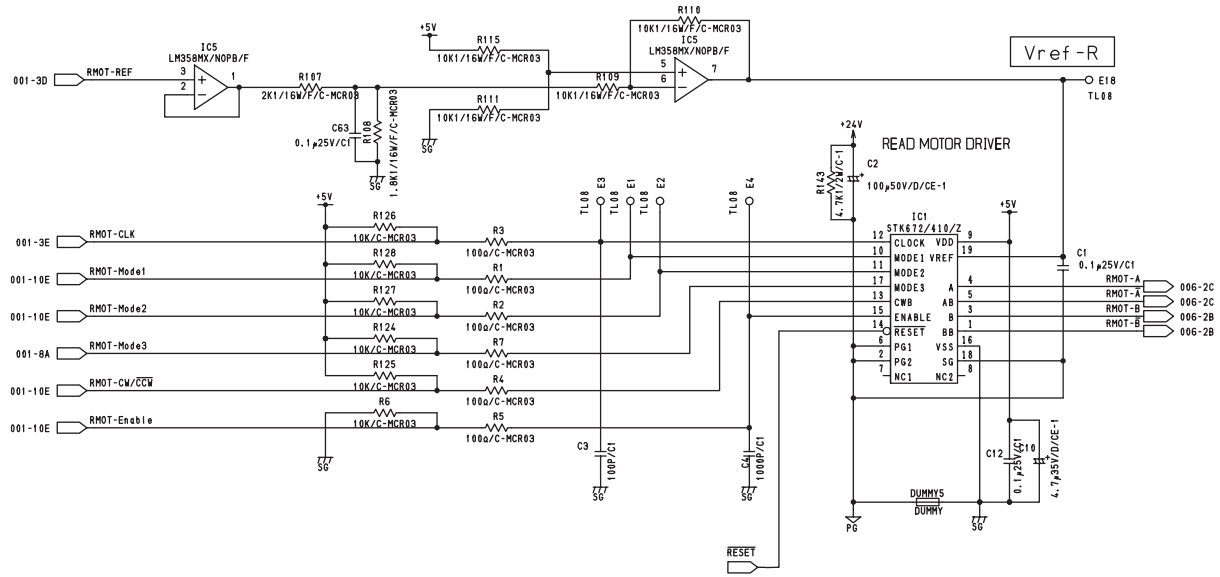 R110
10K1/16W/F/C-MCR03
+5V
R115
10K1/16W/F/C-MCR03
IC5
LM358MX/NOPB/F
5
6
7
Vref-R
E18
TL08
IC5
LM358MX/NOPB/F
001-3D
RMOT-REF
3
2
1
R107
2K1/16W/F/C-MCR03
R109
10K1/16W/F/C-MCR03
R111
10K1/16W/F/C-MCR03
SG
C63
0.1μ25V/C1
R108
1.8K1/16W/F/C-MCR03
SG
+24V
READ MOTOR DRIVER
R143
4.7K1/2W/C-1
C2
100μ50V/D/CE-1
+5V
E3
TL08
E1
TL08
E2
TL08
E4
TL08
+5V
IC1
STK672/410/Z
12 CLOCK VDD 9
10 MODE1 VREF 19
11 MODE2
17 MODE3 A 4
13 CWB AB 5
15 ENABLE B 3
14 RESET BB 1
6 PG1 VSS 16
2 PG2 SG 18
7 NC1 NC2 8
C1
0.1μ25V/C1
RMOT-A
006-2C
RMOT-A̅
006-2C
RMOT-B
006-2B
RMOT-B̅
006-2B
001-3E
RMOT-CLK
R126
10K/C-MCR03
R3
100Ω/C-MCR03
001-10E
RMOT-Mode1
R128
10K/C-MCR03
R1
100Ω/C-MCR03
001-10E
RMOT-Mode2
R127
10K/C-MCR03
R2
100Ω/C-MCR03
001-8A
RMOT-Mode3
R124
10K/C-MCR03
R7
100Ω/C-MCR03
001-10E
RMOT-CW/C̅C̅W̅
R125
10K/C-MCR03
R4
100Ω/C-MCR03
001-10E
RMOT-Enable
R6
10K/C-MCR03
R5
100Ω/C-MCR03
SG
C3
100P/C1
SG
C4
1000P/C1
SG
C12
0.1μ25V/C1
C10
4.7μ35V/D/CE-1
DUMMY5
DUMMY
PG
SG
R̅E̅S̅E̅T̅